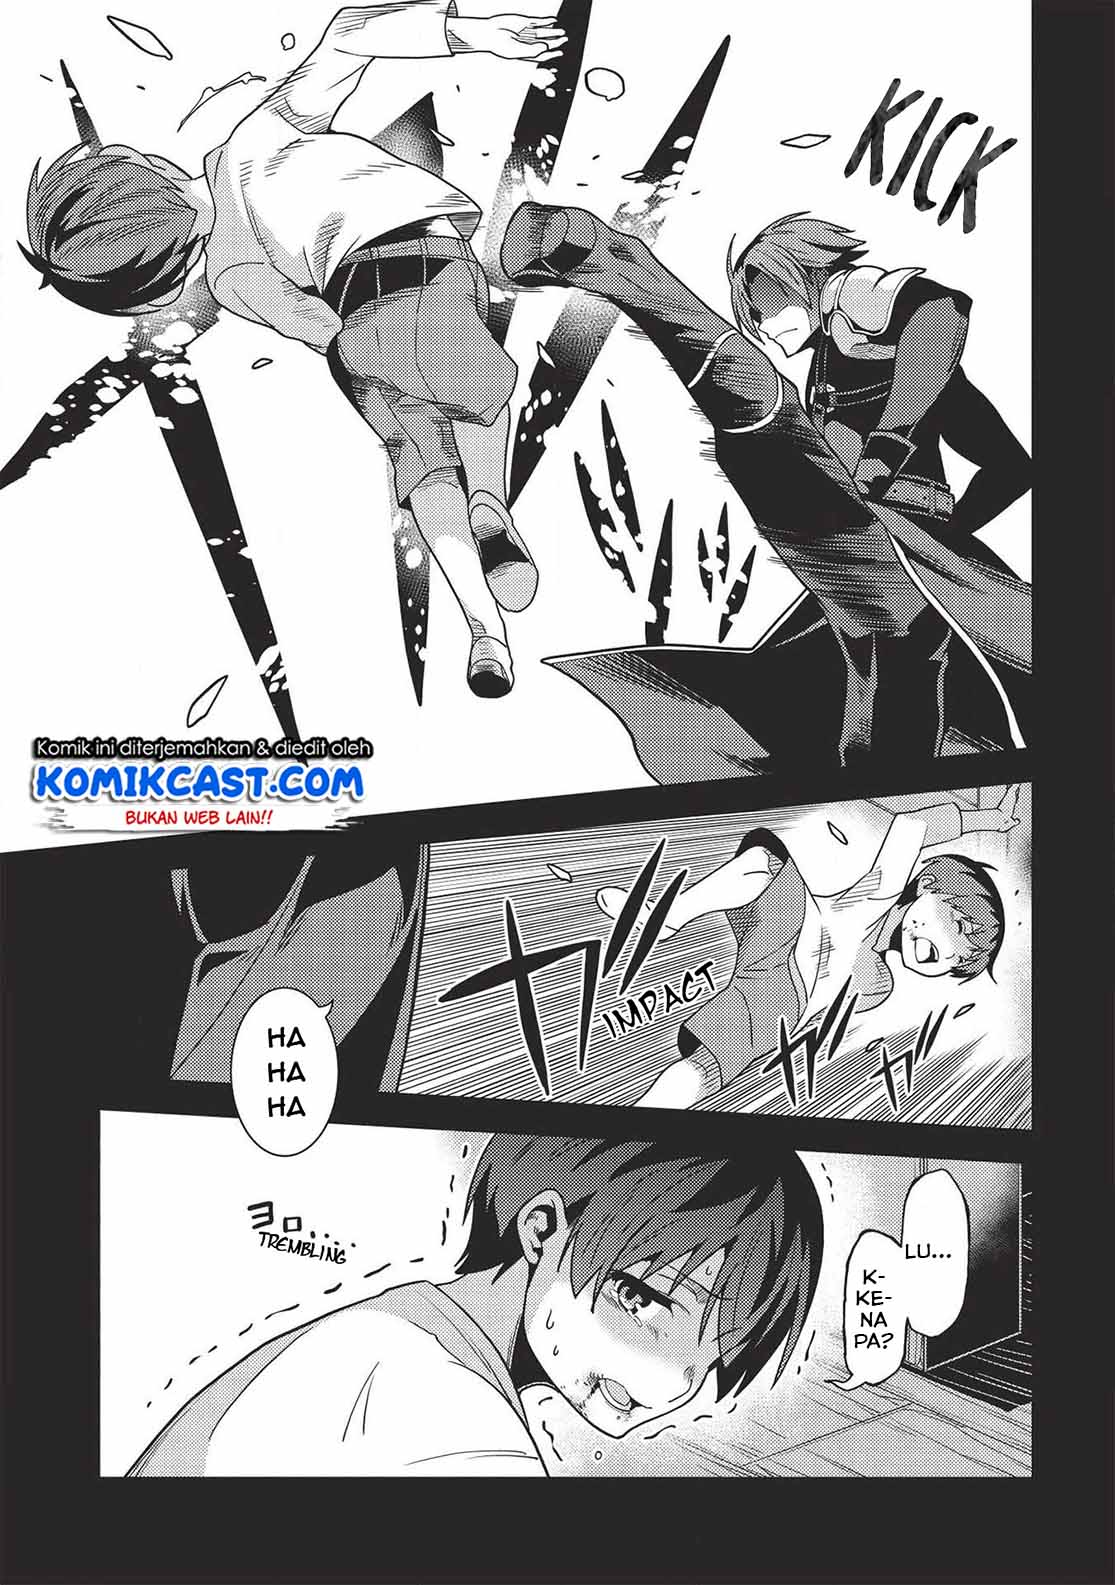 KICK
Komik ini diterjemahkan & diedit oleh
KOMIKCAST.COM
BUKAN WEB LAIN!!
ガッ
IMPACT
ガッ
ガッ
HA
HA
HA
LU...
K-
KE-
NA
PA?
ヨロ.....
TREMBLING